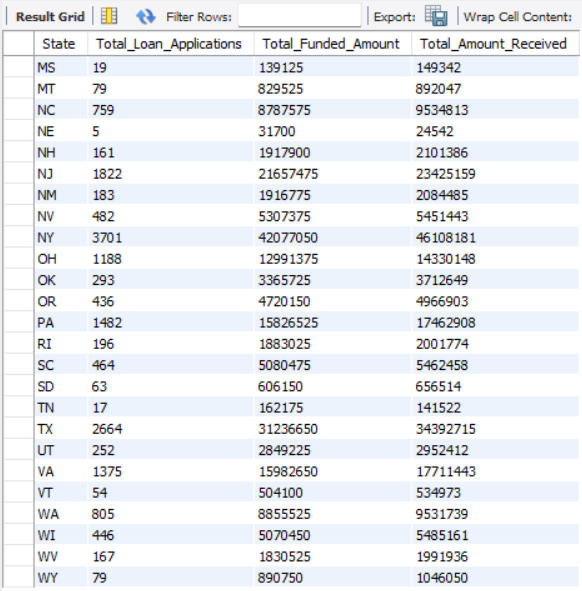 Result Grid Filter Rows: Export: Wrap Cell Content:
State Total_Loan_Applications Total_Funded_Amount Total_Amount_Received
MS 19 139125 149342
MT 79 829525 892047
NC 759 8787575 9534813
NE 5 31700 24542
NH 161 1917900 2101386
NJ 1822 21657475 23425159
NM 183 1916775 2084485
NV 482 5307375 5451443
NY 3701 42077050 46108181
OH 1188 12991375 14330148
OK 293 3365725 3712649
OR 436 4720150 4966903
PA 1482 15826525 17462908
RI 196 1883025 2001774
SC 464 5080475 5462458
SD 63 606150 656514
TN 17 162175 141522
TX 2664 31236650 34392715
UT 252 2849225 2952412
VA 1375 15982650 17711443
VT 54 504100 534973
WA 805 8855525 9531739
WI 446 5070450 5485161
WV 167 1830525 1991936
WY 79 890750 1046050